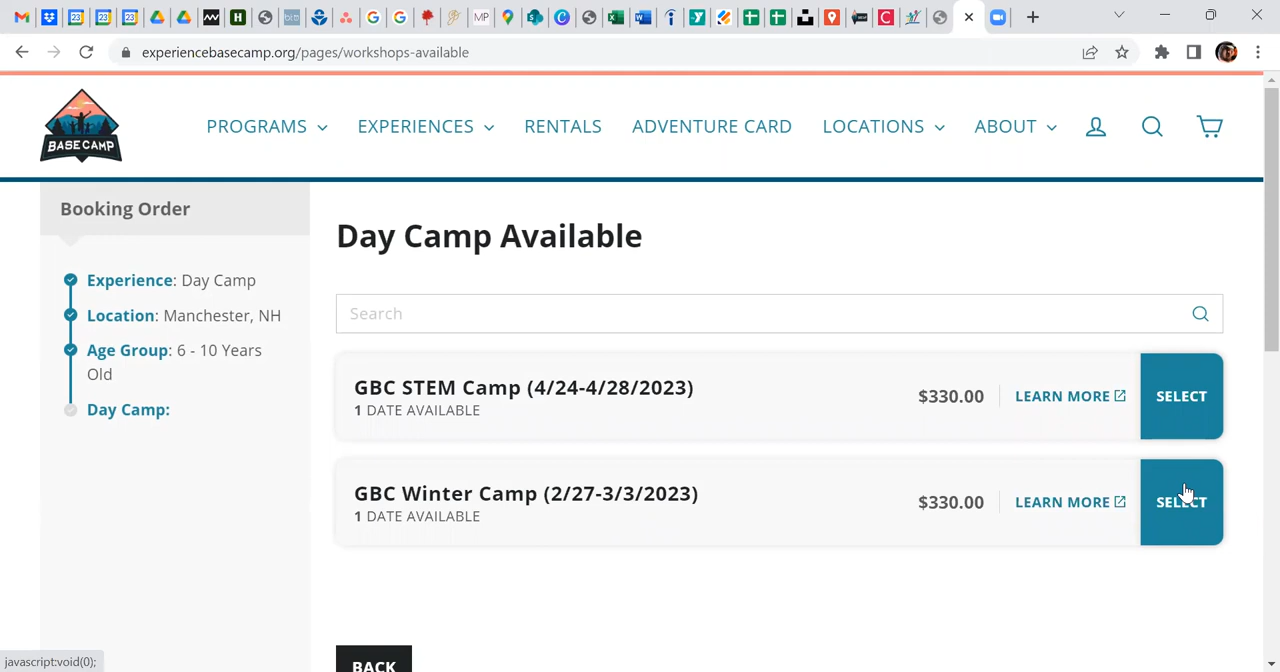 experiencebasecamp.org/pages/workshops-available
BASE CAMP
PROGRAMS
EXPERIENCES
RENTALS
ADVENTURE CARD
LOCATIONS
ABOUT
Booking Order
Experience: Day Camp
Location: Manchester, NH
Age Group: 6 - 10 Years
Old
Day Camp:
Day Camp Available
Search
GBC STEM Camp (4/24-4/28/2023)
1 DATE AVAILABLE
$330.00
LEARN MORE
SELECT
GBC Winter Camp (2/27-3/3/2023)
1 DATE AVAILABLE
$330.00
LEARN MORE
SELECT
BACK
javascript:void(0);